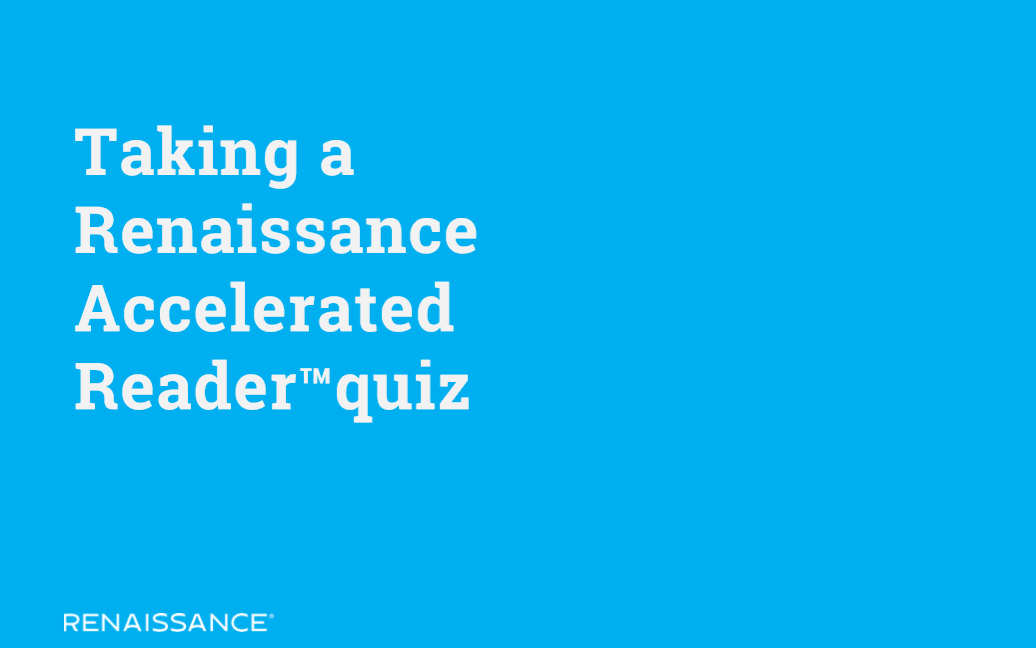 Taking a
Renaissance
Accelerated
Reader™quiz
RENAISSANCE®